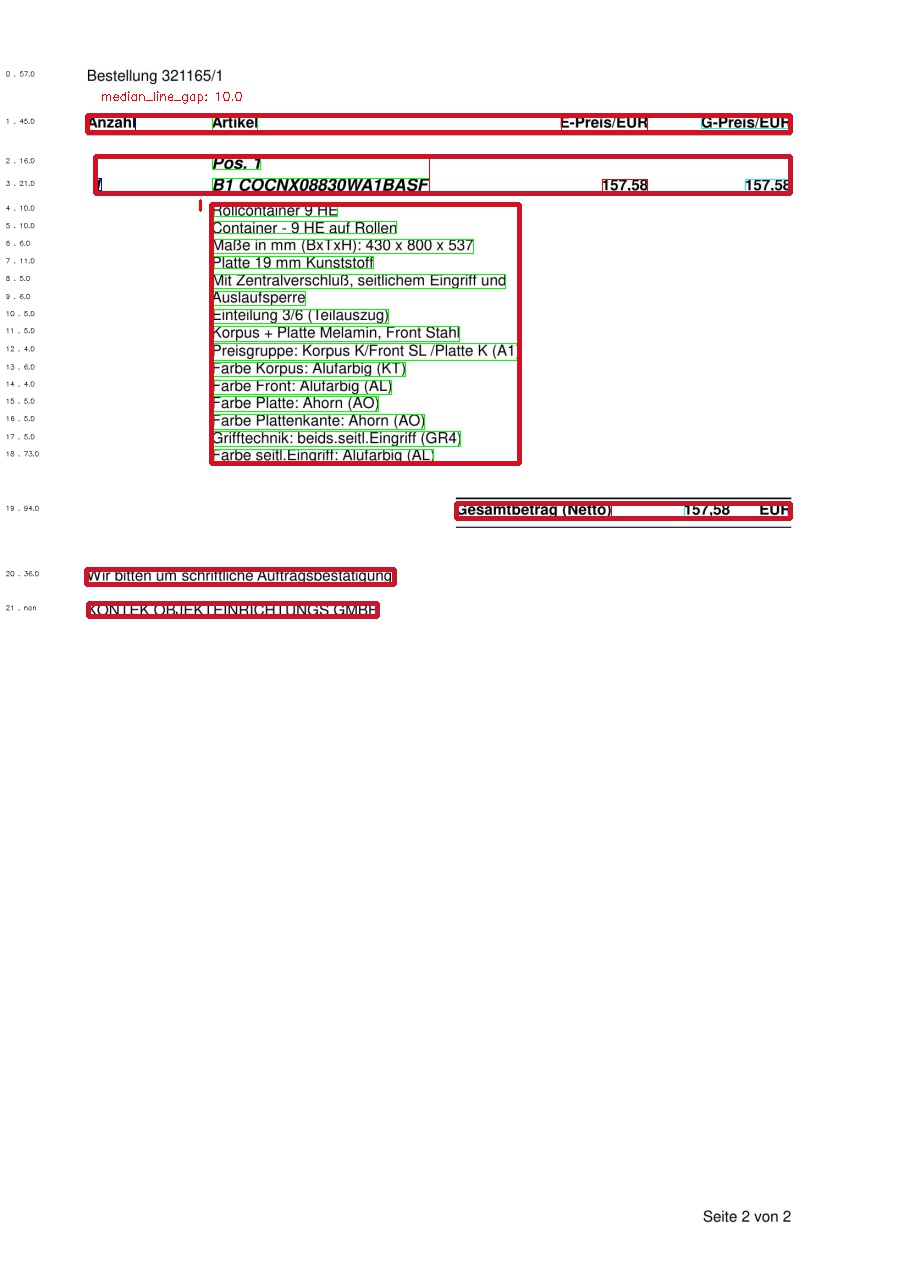 0 . 57.0 Bestellung 321165/1
median_line_gap: 10.0
1 . 45.0 Anzahl Artikel E-Preis/EUR G-Preis/EUR
2 . 16.0 Pos. 1
3 . 21.0 B1 COCNX08830WA1BASF 157,58 157,58
4 . 10.0 Rollcontainer 9 HE
5 . 10.0 Container - 9 HE auf Rollen
6 . 6.0 Maße in mm (BxTxH): 430 x 800 x 537
7 . 11.0 Platte 19 mm Kunststoff
8 . 5.0 Mit Zentralverschluß, seitlichem Eingriff und
9 . 6.0 Auslaufsperre
10 . 5.0 Einteilung 3/6 (Teilauszug)
11 . 5.0 Korpus + Platte Melamin, Front Stahl
12 . 4.0 Preisgruppe: Korpus K/Front SL /Platte K (A1)
13 . 6.0 Farbe Korpus: Alufarbig (KT)
14 . 4.0 Farbe Front: Alufarbig (AL)
15 . 5.0 Farbe Platte: Ahorn (AO)
16 . 5.0 Farbe Plattenkante: Ahorn (AO)
17 . 5.0 Grifftechnik: beids.seitl.Eingriff (GR4)
18 . 73.0 Farbe seitl.Eingriff: Alufarbig (AL)
19 . 94.0 Gesamtbetrag (Netto) 157,58 EUR
20 . 36.0 Wir bitten um schriftliche Auftragsbestätigung
21 . nan KONTEK OBJEKTEINRICHTUNGS GMBH
Seite 2 von 2